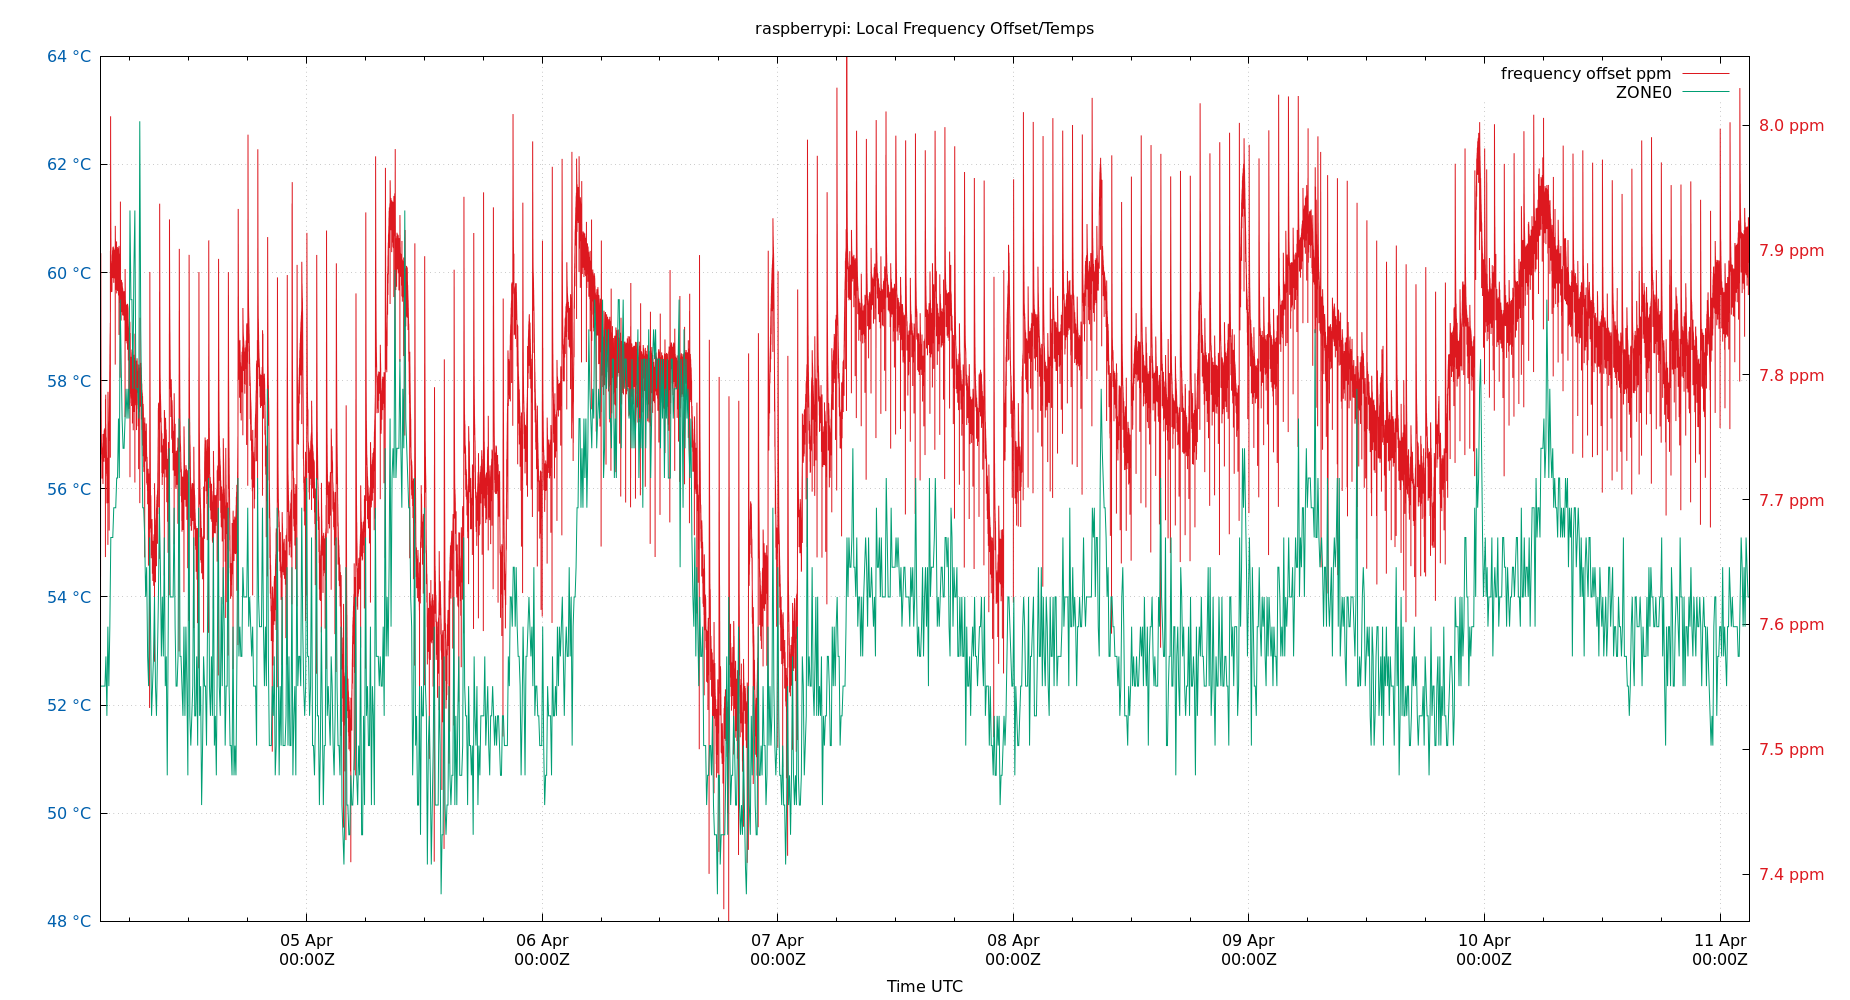 raspberrypi: Local Frequency Offset/Temps
frequency offset ppm
ZONE0
64 °C
62 °C
60 °C
58 °C
56 °C
54 °C
52 °C
50 °C
48 °C
8.0 ppm
7.9 ppm
7.8 ppm
7.7 ppm
7.6 ppm
7.5 ppm
7.4 ppm
05 Apr 06 Apr 07 Apr 08 Apr 09 Apr 10 Apr 11 Apr
00:00Z 00:00Z 00:00Z 00:00Z 00:00Z 00:00Z 00:00Z
Time UTC